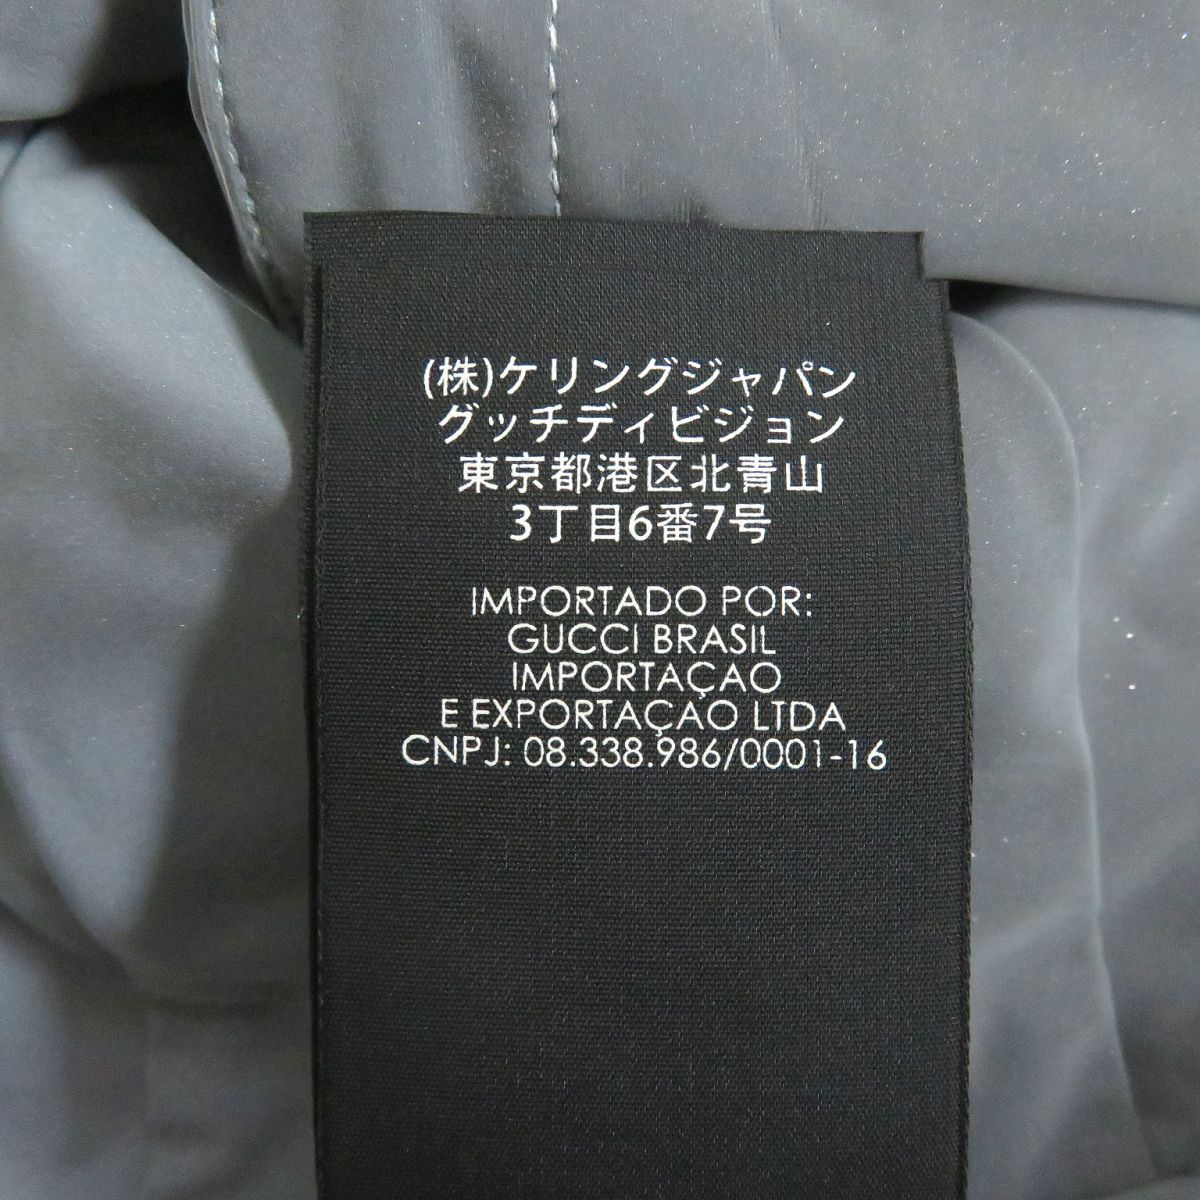 (株)ケリングジャパン
グッチディビジョン
東京都港区北青山
3丁目6番7号
IMPORTADO POR:
GUCCI BRASIL
IMPORTAÇAO
E EXPORTAÇAO LTDA
CNPJ: 08.338.986/0001-16